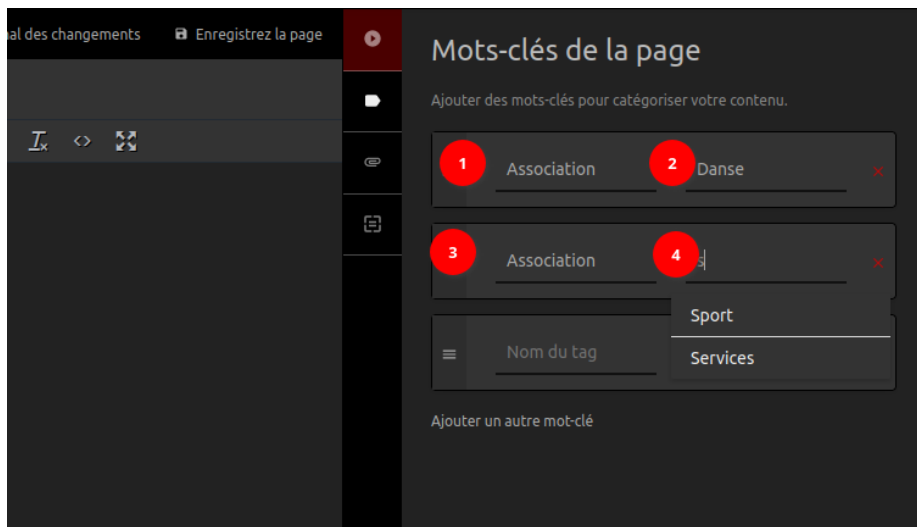 al des changements
Enregistrez la page
Mots-clés de la page
Ajouter des mots-clés pour catégoriser votre contenu.
1 Association 2 Danse ×
3 Association 4 s ×
Sport
Nom du tag
Services
Ajouter un autre mot-clé